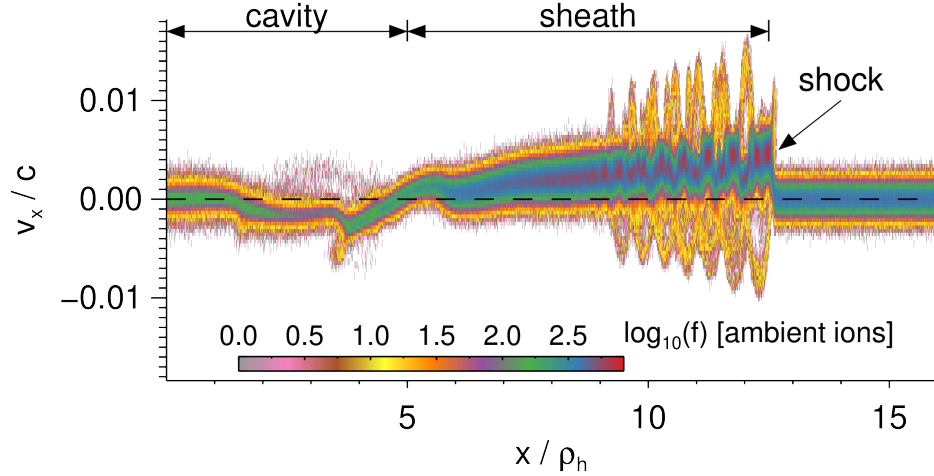 cavity sheath
shock
0.01
0.00
−0.01
v_x / c
0.0 0.5 1.0 1.5 2.0 2.5 log₁₀(f) [ambient ions]
5 10 15
x / ρ_h